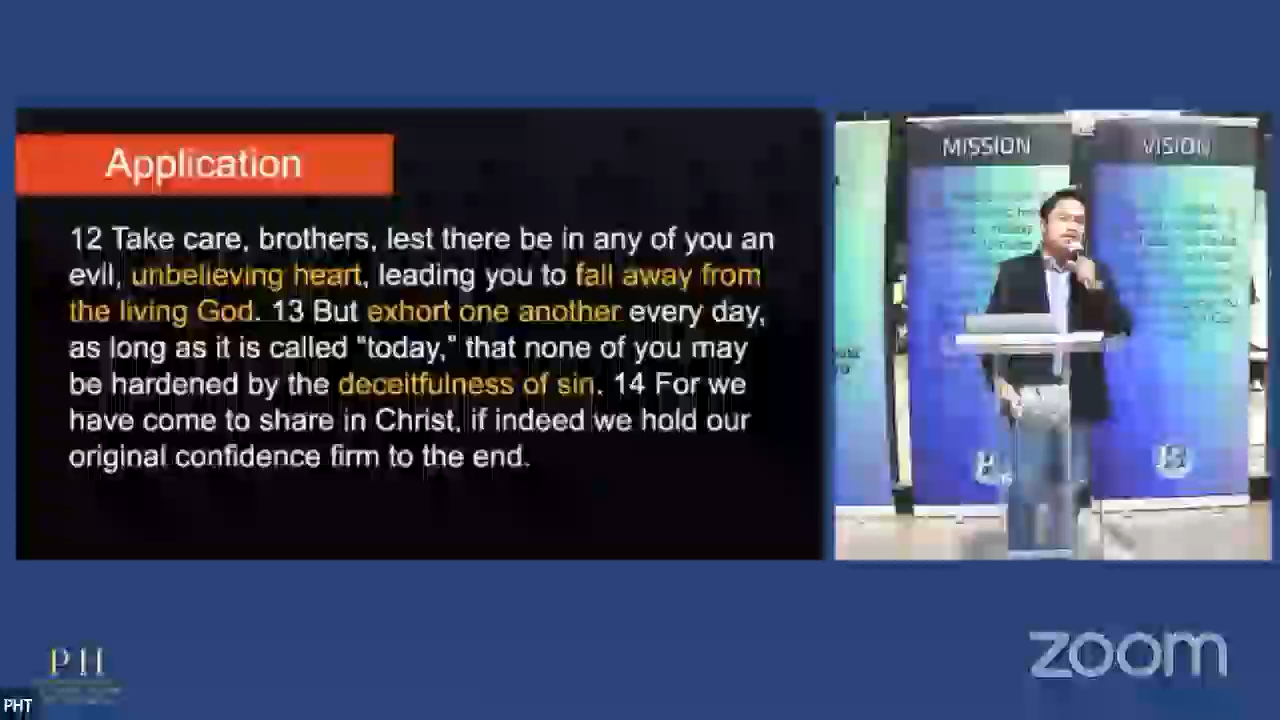 Application
12 Take care, brothers, lest there be in any of you an
evil, unbelieving heart, leading you to fall away from
the living God. 13 But exhort one another every day,
as long as it is called "today," that none of you may
be hardened by the deceitfulness of sin. 14 For we
have come to share in Christ, if indeed we hold our
original confidence firm to the end.
MISSION
VISION
PH
zoom
PHT